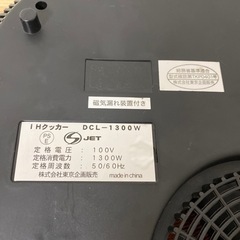 磁気漏れ装置付き
IHクッカー DCL-1300W
PS
E
JET
定格電圧：100V
定格消費電力：1300W
定格周波数：50/60Hz
株式会社東京企画販売
made in china